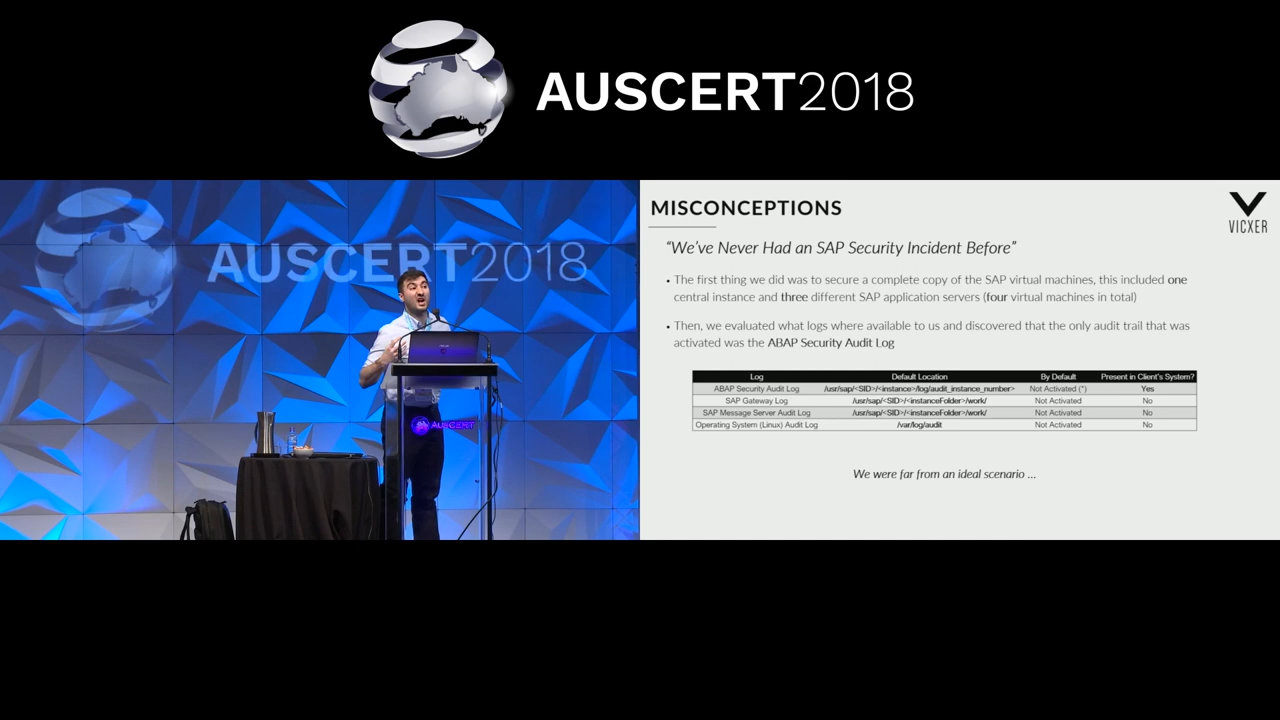 AUSCERT2018
AUSCERT2018
AUSCERT
MISCONCEPTIONS
VICXER
“We’ve Never Had an SAP Security Incident Before”
• The first thing we did was to secure a complete copy of the SAP virtual machines, this included one
central instance and three different SAP application servers (four virtual machines in total)
• Then, we evaluated what logs where available to us and discovered that the only audit trail that was
activated was the ABAP Security Audit Log
Log Default Location By Default Present in Client's System?
ABAP Security Audit Log /usr/sap/<SID>/<instance>/log/audit_instance_number> Not Activated (*) Yes
SAP Gateway Log /usr/sap/<SID>/<instanceFolder>/work/ Not Activated No
SAP Message Server Audit Log /usr/sap/<SID>/<instanceFolder>/work/ Not Activated No
Operating System (Linux) Audit Log /var/log/audit Not Activated No
We were far from an ideal scenario ...